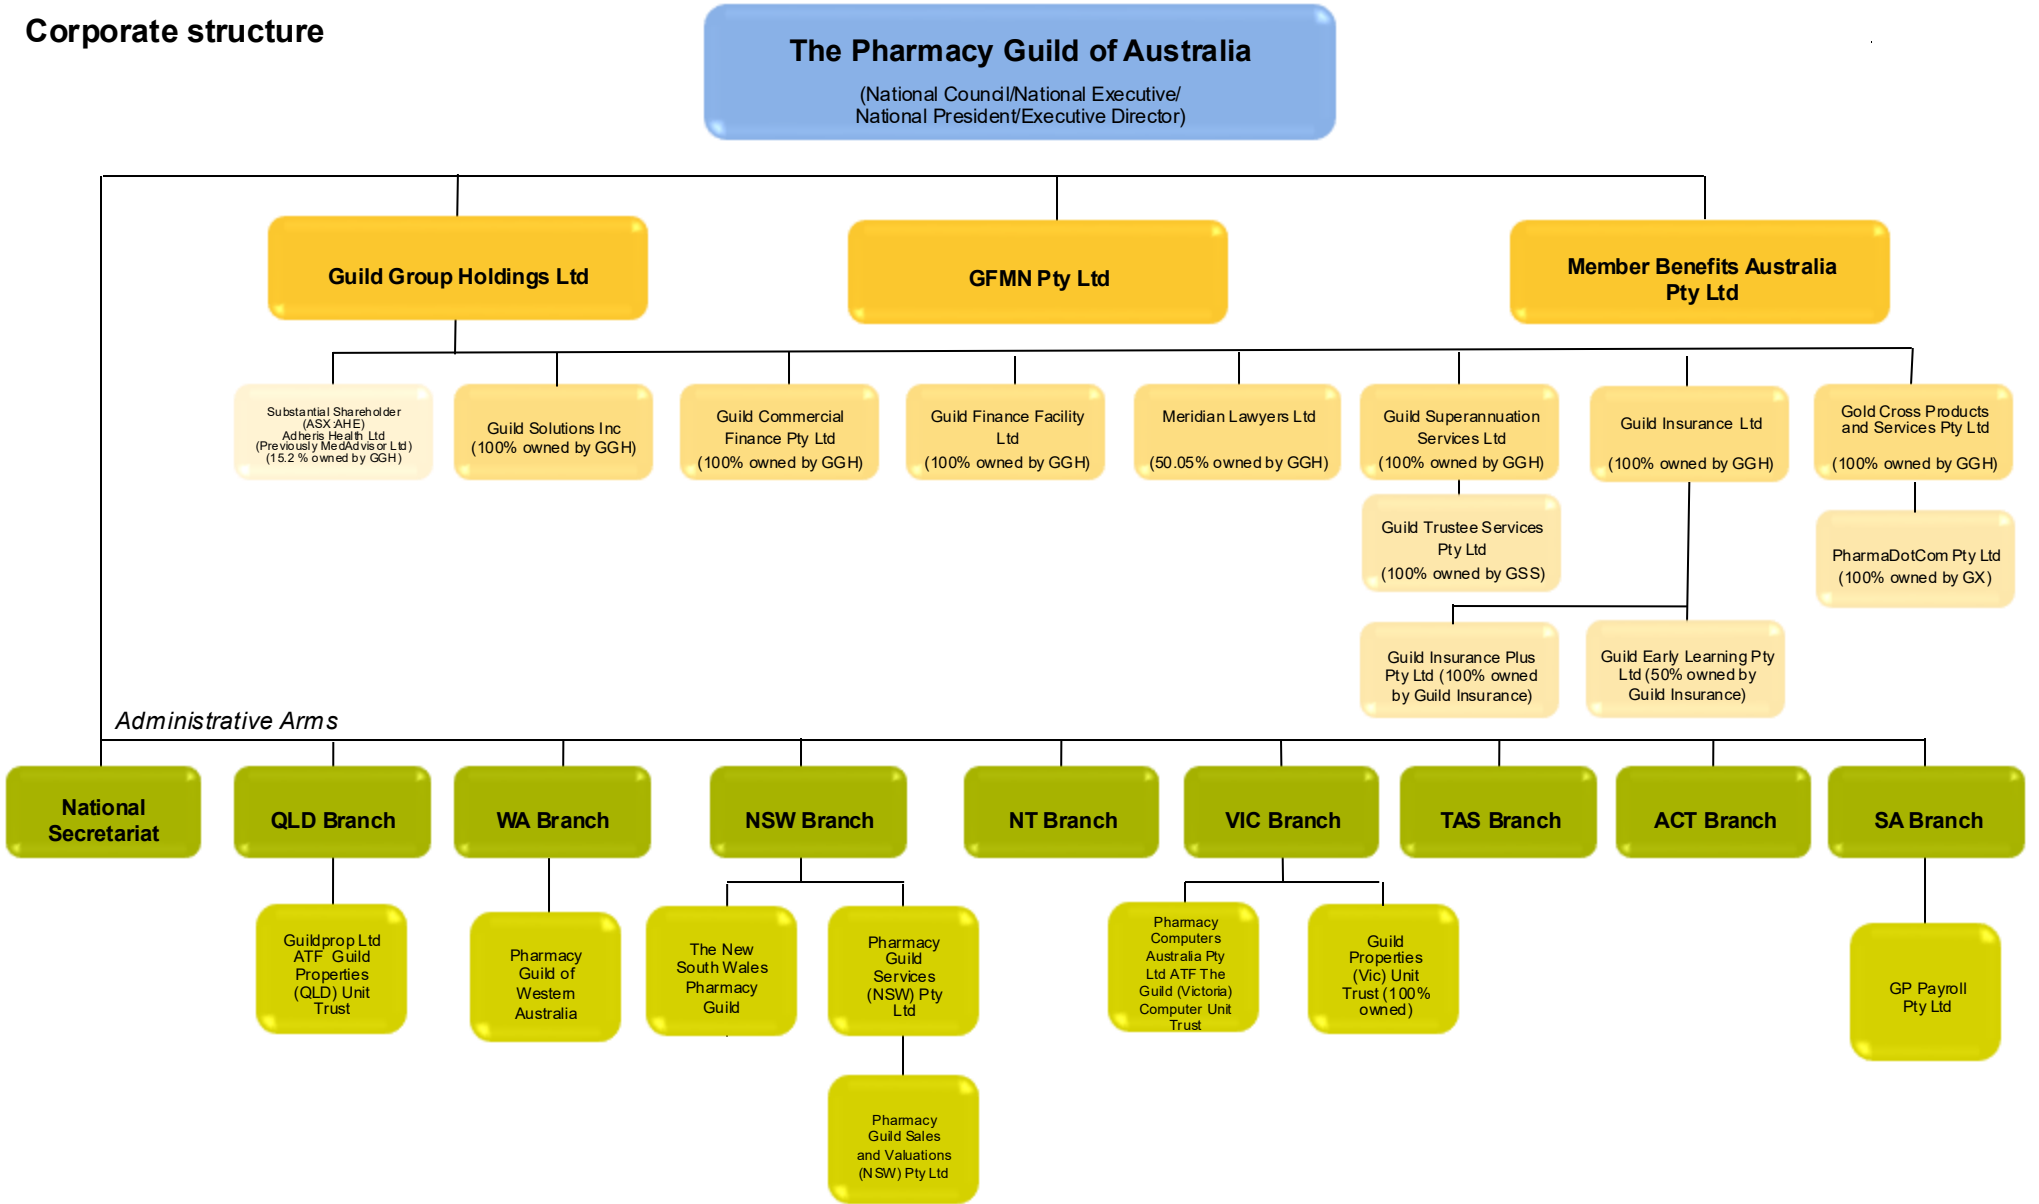 Corporate structure
The Pharmacy Guild of Australia
(National Council/National Executive/
National President/Executive Director)
Guild Group Holdings Ltd
GFMN Pty Ltd
Member Benefits Australia
Pty Ltd
Substantial Shareholder
(ASX:AHE)
Adheris Health Ltd
(Previously MedAdvisor Ltd)
(15.2 % owned by GGH)
Guild Solutions Inc
(100% owned by GGH)
Guild Commercial
Finance Pty Ltd
(100% owned by GGH)
Guild Finance Facility
Ltd
(100% owned by GGH)
Meridian Lawyers Ltd
(50.05% owned by GGH)
Guild Superannuation
Services Ltd
(100% owned by GGH)
Guild Insurance Ltd
(100% owned by GGH)
Gold Cross Products
and Services Pty Ltd
(100% owned by GGH)
Guild Trustee Services
Pty Ltd
(100% owned by GSS)
PharmaDotCom Pty Ltd
(100% owned by GX)
Guild Insurance Plus
Pty Ltd (100% owned
by Guild Insurance)
Guild Early Learning Pty
Ltd (50% owned by
Guild Insurance)
Administrative Arms
National
Secretariat
QLD Branch
WA Branch
NSW Branch
NT Branch
VIC Branch
TAS Branch
ACT Branch
SA Branch
Guildprop Ltd
ATF Guild
Properties
(QLD) Unit
Trust
Pharmacy
Guild of
Western
Australia
The New
South Wales
Pharmacy
Guild
Pharmacy
Guild
Services
(NSW) Pty
Ltd
Pharmacy
Computers
Australia Pty
Ltd ATF The
Guild (Victoria)
Computer Unit
Trust
Guild
Properties
(Vic) Unit
Trust (100%
owned)
GP Payroll
Pty Ltd
Pharmacy
Guild Sales
and Valuations
(NSW) Pty Ltd